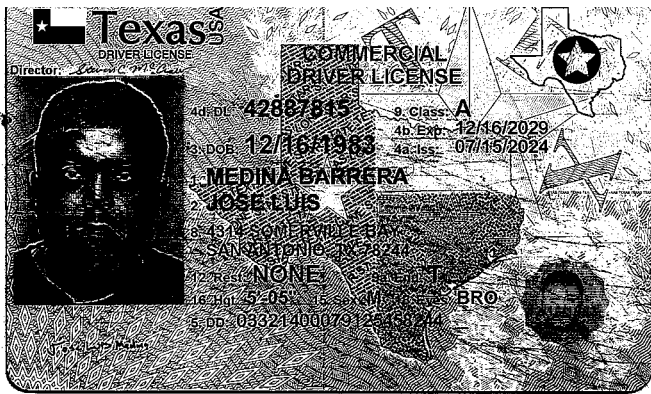 Texas USA
DRIVER LICENSE
COMMERCIAL
DRIVER LICENSE
Director:
4d. DL: 42887815 9. Class: A
4b. Exp: 12/16/2029
3. DOB: 12/16/1983 4a. Iss: 07/15/2024
1. MEDINA BARRERA
2. JOSE LUIS
8. 4314 SOMERVILLE BAY
SAN ANTONIO, TX 78244
12. Rest: NONE 9a. End: T
16. Hgt: 5'-05" 15. Sex: M 18. Eyes: BRO
5. DD: